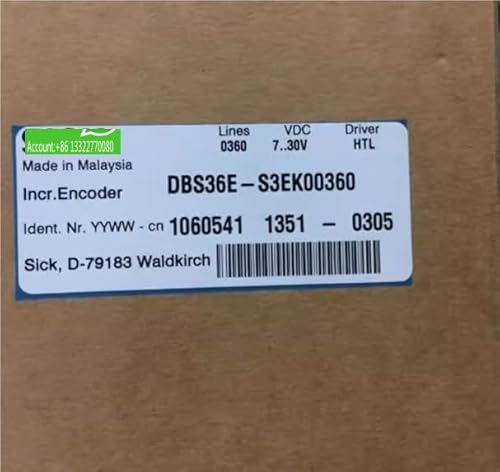 Lines VDC Driver
0360 7..30V HTL
Account:+86 13322770080
Made in Malaysia
Incr.Encoder DBS36E-S3EK00360
Ident. Nr. YYWW - cn 1060541 1351 - 0305
Sick, D-79183 Waldkirch